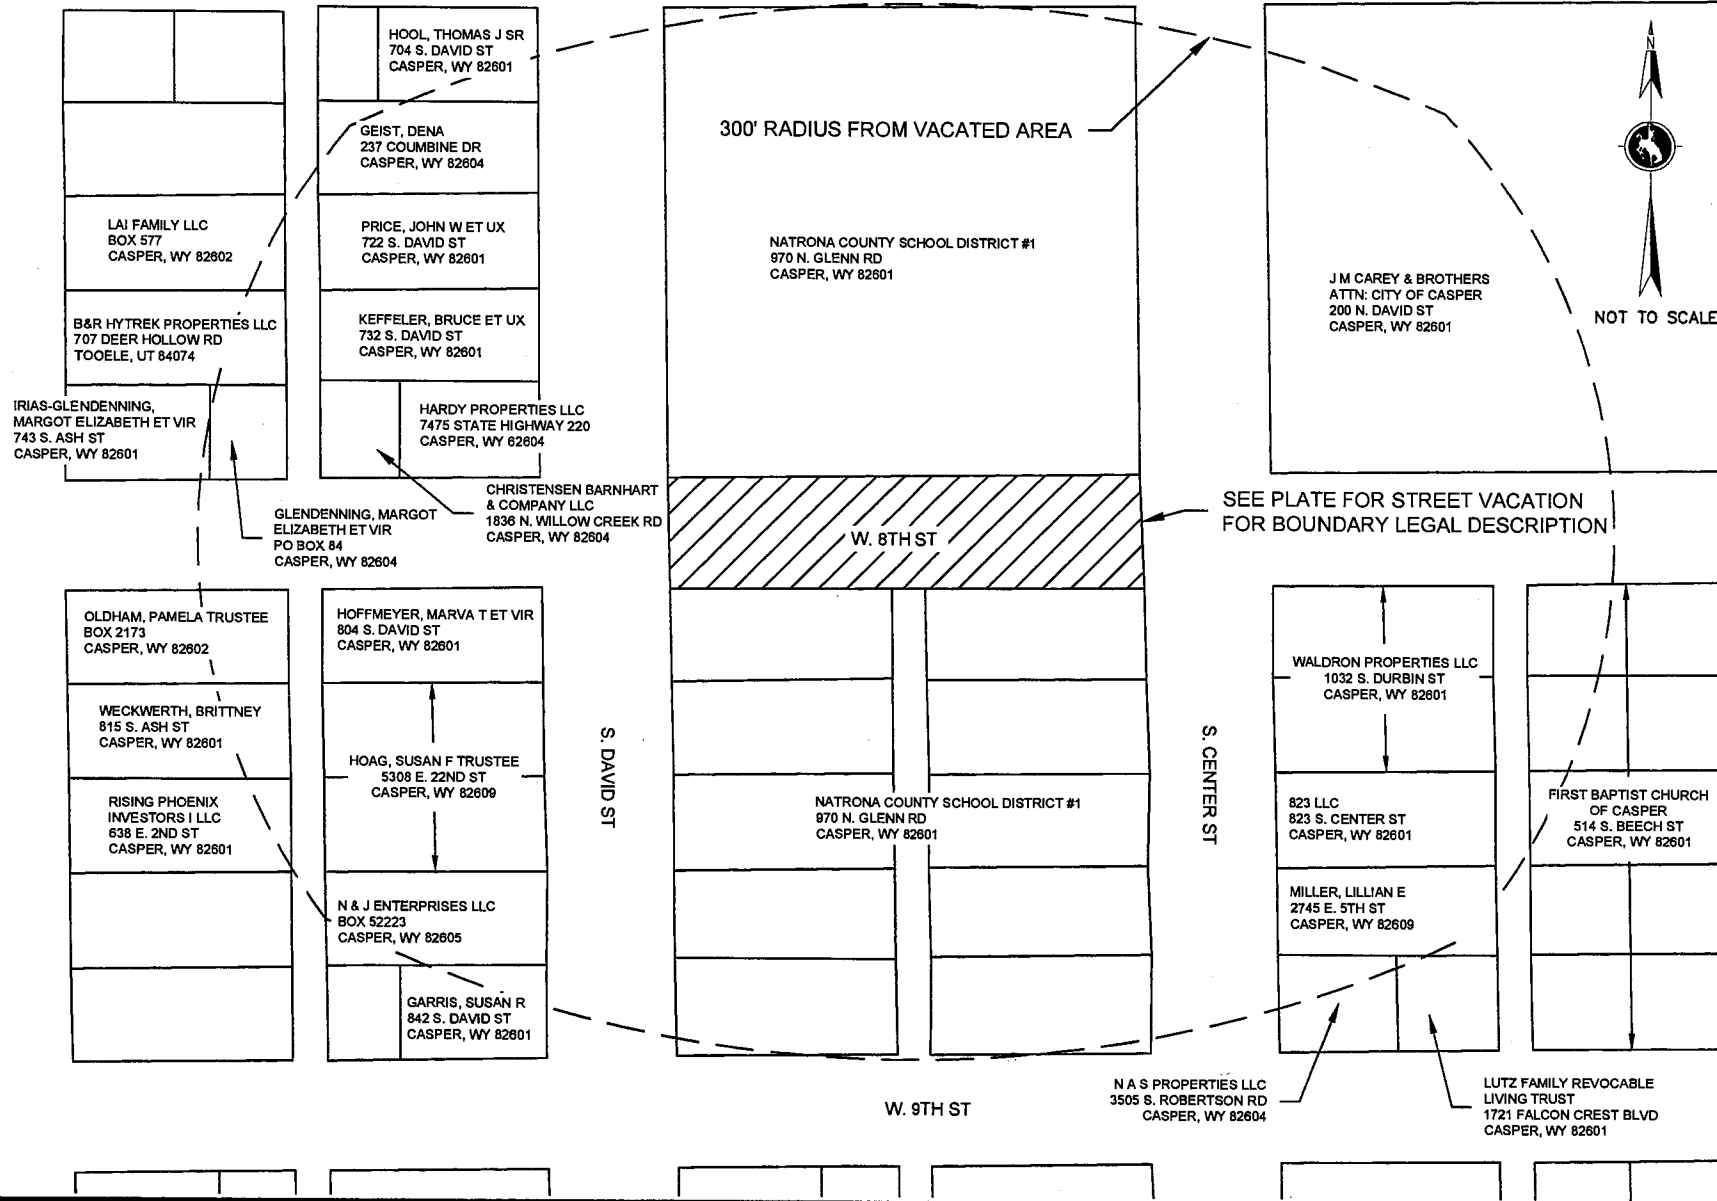 HOOL, THOMAS J SR
704 S. DAVID ST
CASPER, WY 82601
GEIST, DENA
237 COUMBINE DR
CASPER, WY 82604
LAI FAMILY LLC
BOX 577
CASPER, WY 82602
PRICE, JOHN W ET UX
722 S. DAVID ST
CASPER, WY 82601
B&R HYTREK PROPERTIES LLC
707 DEER HOLLOW RD
TOOELE, UT 84074
KEFFELER, BRUCE ET UX
732 S. DAVID ST
CASPER, WY 82601
IRIAS-GLENDENNING,
MARGOT ELIZABETH ET VIR
743 S. ASH ST
CASPER, WY 82601
HARDY PROPERTIES LLC
7475 STATE HIGHWAY 220
CASPER, WY 62604
GLENDENNING, MARGOT
ELIZABETH ET VIR
PO BOX 84
CASPER, WY 82604
CHRISTENSEN BARNHART
& COMPANY LLC
1836 N. WILLOW CREEK RD
CASPER, WY 82604
300' RADIUS FROM VACATED AREA
NATRONA COUNTY SCHOOL DISTRICT #1
970 N. GLENN RD
CASPER, WY 82601
J M CAREY & BROTHERS
ATTN: CITY OF CASPER
200 N. DAVID ST
CASPER, WY 82601
N
NOT TO SCALE
W. 8TH ST
SEE PLATE FOR STREET VACATION
FOR BOUNDARY LEGAL DESCRIPTION
OLDHAM, PAMELA TRUSTEE
BOX 2173
CASPER, WY 82602
HOFFMEYER, MARVA T ET VIR
804 S. DAVID ST
CASPER, WY 82601
WECKWERTH, BRITTNEY
815 S. ASH ST
CASPER, WY 82601
HOAG, SUSAN F TRUSTEE
5308 E. 22ND ST
CASPER, WY 82609
RISING PHOENIX
INVESTORS I LLC
638 E. 2ND ST
CASPER, WY 82601
N & J ENTERPRISES LLC
BOX 52223
CASPER, WY 82605
GARRIS, SUSAN R
842 S. DAVID ST
CASPER, WY 82601
S. DAVID ST
NATRONA COUNTY SCHOOL DISTRICT #1
970 N. GLENN RD
CASPER, WY 82601
S. CENTER ST
WALDRON PROPERTIES LLC
1032 S. DURBIN ST
CASPER, WY 82601
823 LLC
823 S. CENTER ST
CASPER, WY 82601
FIRST BAPTIST CHURCH
OF CASPER
514 S. BEECH ST
CASPER, WY 82601
MILLER, LILLIAN E
2745 E. 5TH ST
CASPER, WY 82609
N A S PROPERTIES LLC
3505 S. ROBERTSON RD
CASPER, WY 82604
LUTZ FAMILY REVOCABLE
LIVING TRUST
1721 FALCON CREST BLVD
CASPER, WY 82601
W. 9TH ST